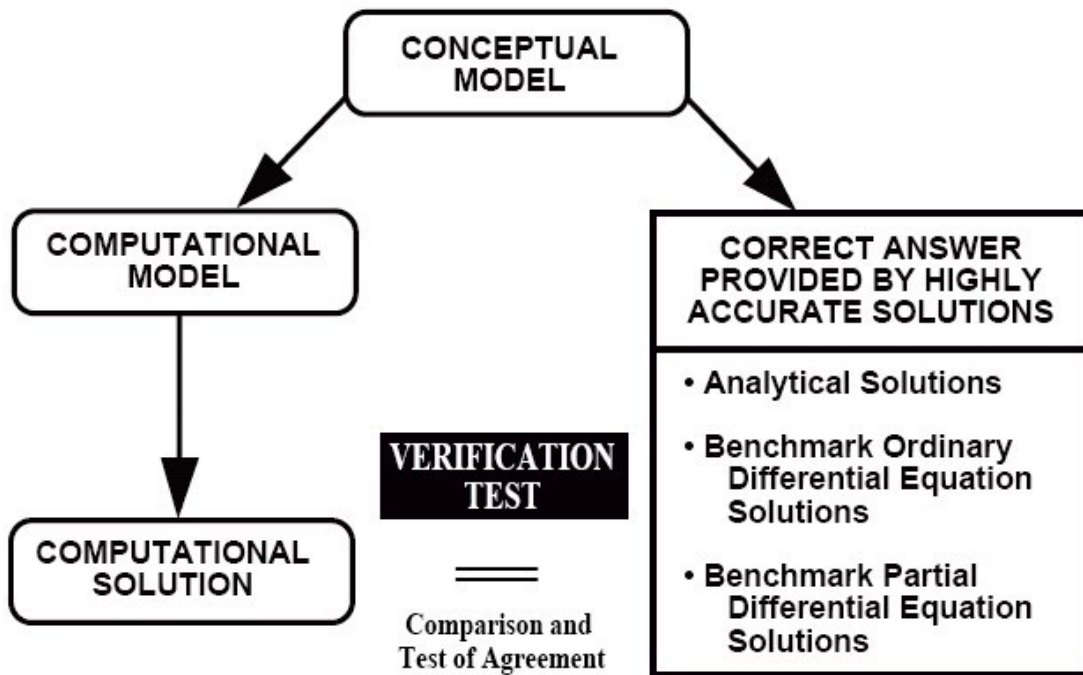 CONCEPTUAL
MODEL
COMPUTATIONAL
MODEL
COMPUTATIONAL
SOLUTION
VERIFICATION
TEST
Comparison and
Test of Agreement
CORRECT ANSWER
PROVIDED BY HIGHLY
ACCURATE SOLUTIONS
• Analytical Solutions
• Benchmark Ordinary
Differential Equation
Solutions
• Benchmark Partial
Differential Equation
Solutions